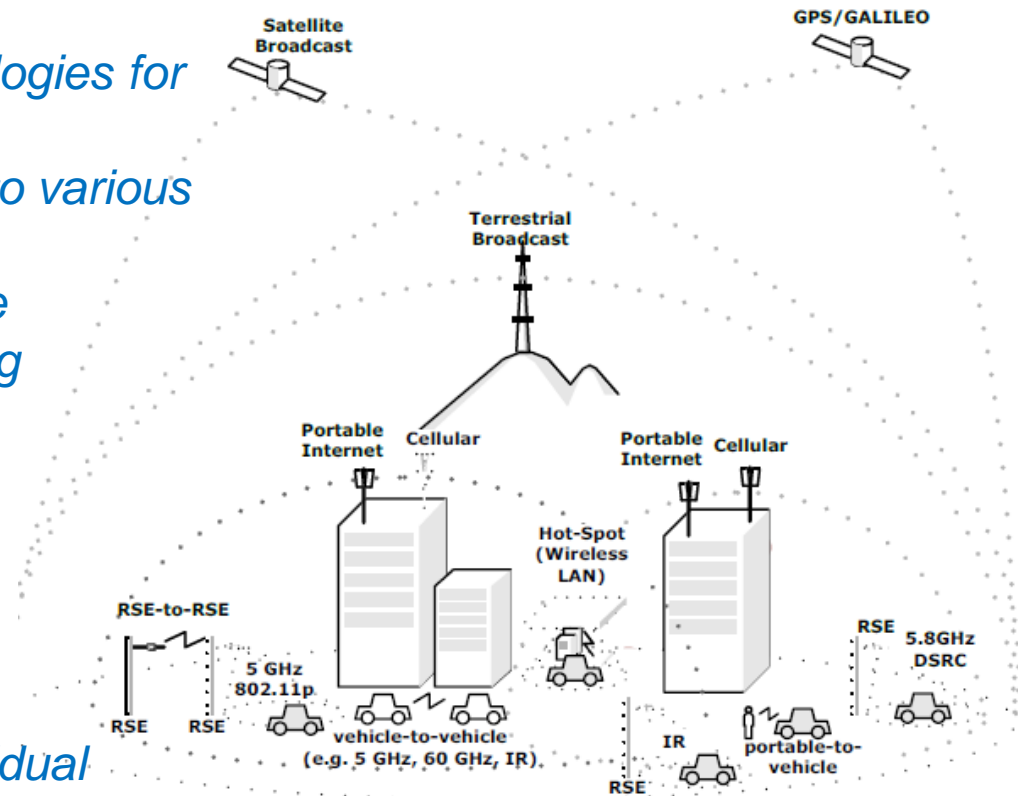 Satellite
Broadcast
GPS/GALILEO
logies for
o various
Terrestrial
Broadcast
e
g
Portable
Internet
Cellular
Portable
Internet
Cellular
Hot-Spot
(Wireless
LAN)
RSE-to-RSE
RSE
5.8GHz
DSRC
5 GHz
802.11p
RSE
RSE
vehicle-to-vehicle
(e.g. 5 GHz, 60 GHz, IR)
IR
portable-to-
vehicle
RSE
dual